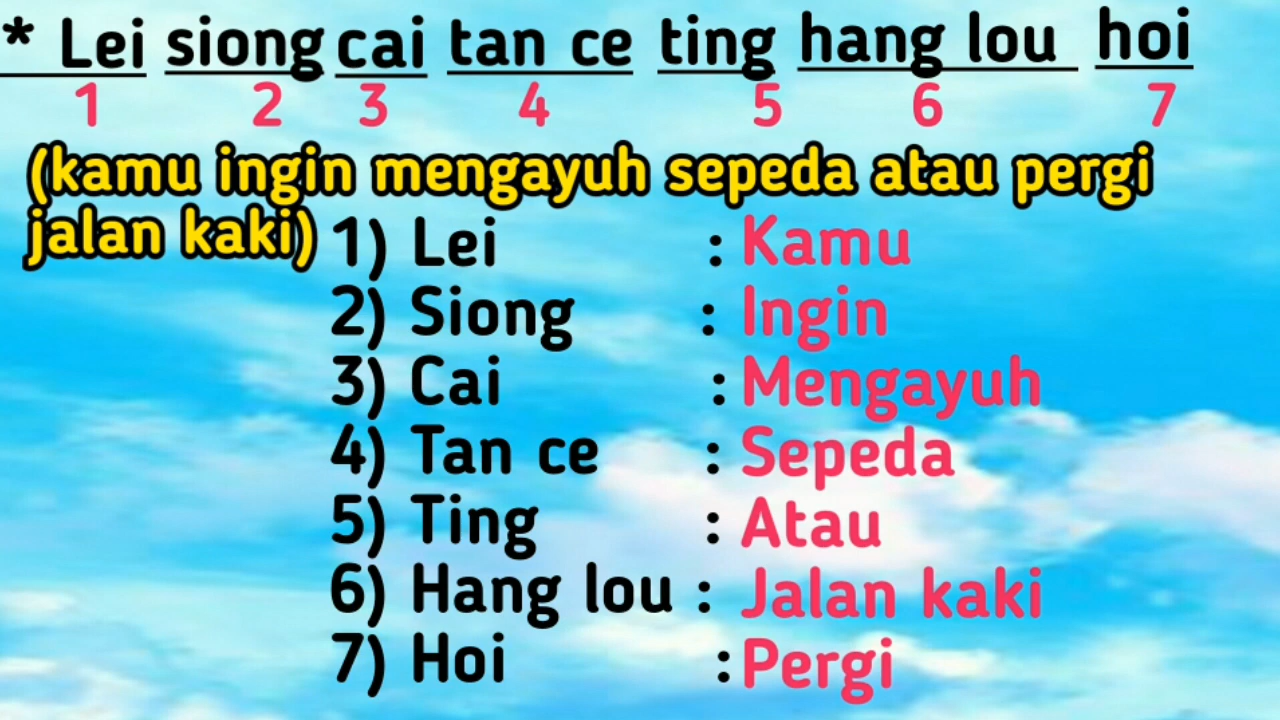 * Lei siong cai tan ce ting hang lou hoi
1 2 3 4 5 6 7
(kamu ingin mengayuh sepeda atau pergi
jalan kaki)
1) Lei : Kamu
2) Siong : Ingin
3) Cai : Mengayuh
4) Tan ce : Sepeda
5) Ting : Atau
6) Hang lou : Jalan kaki
7) Hoi : Pergi